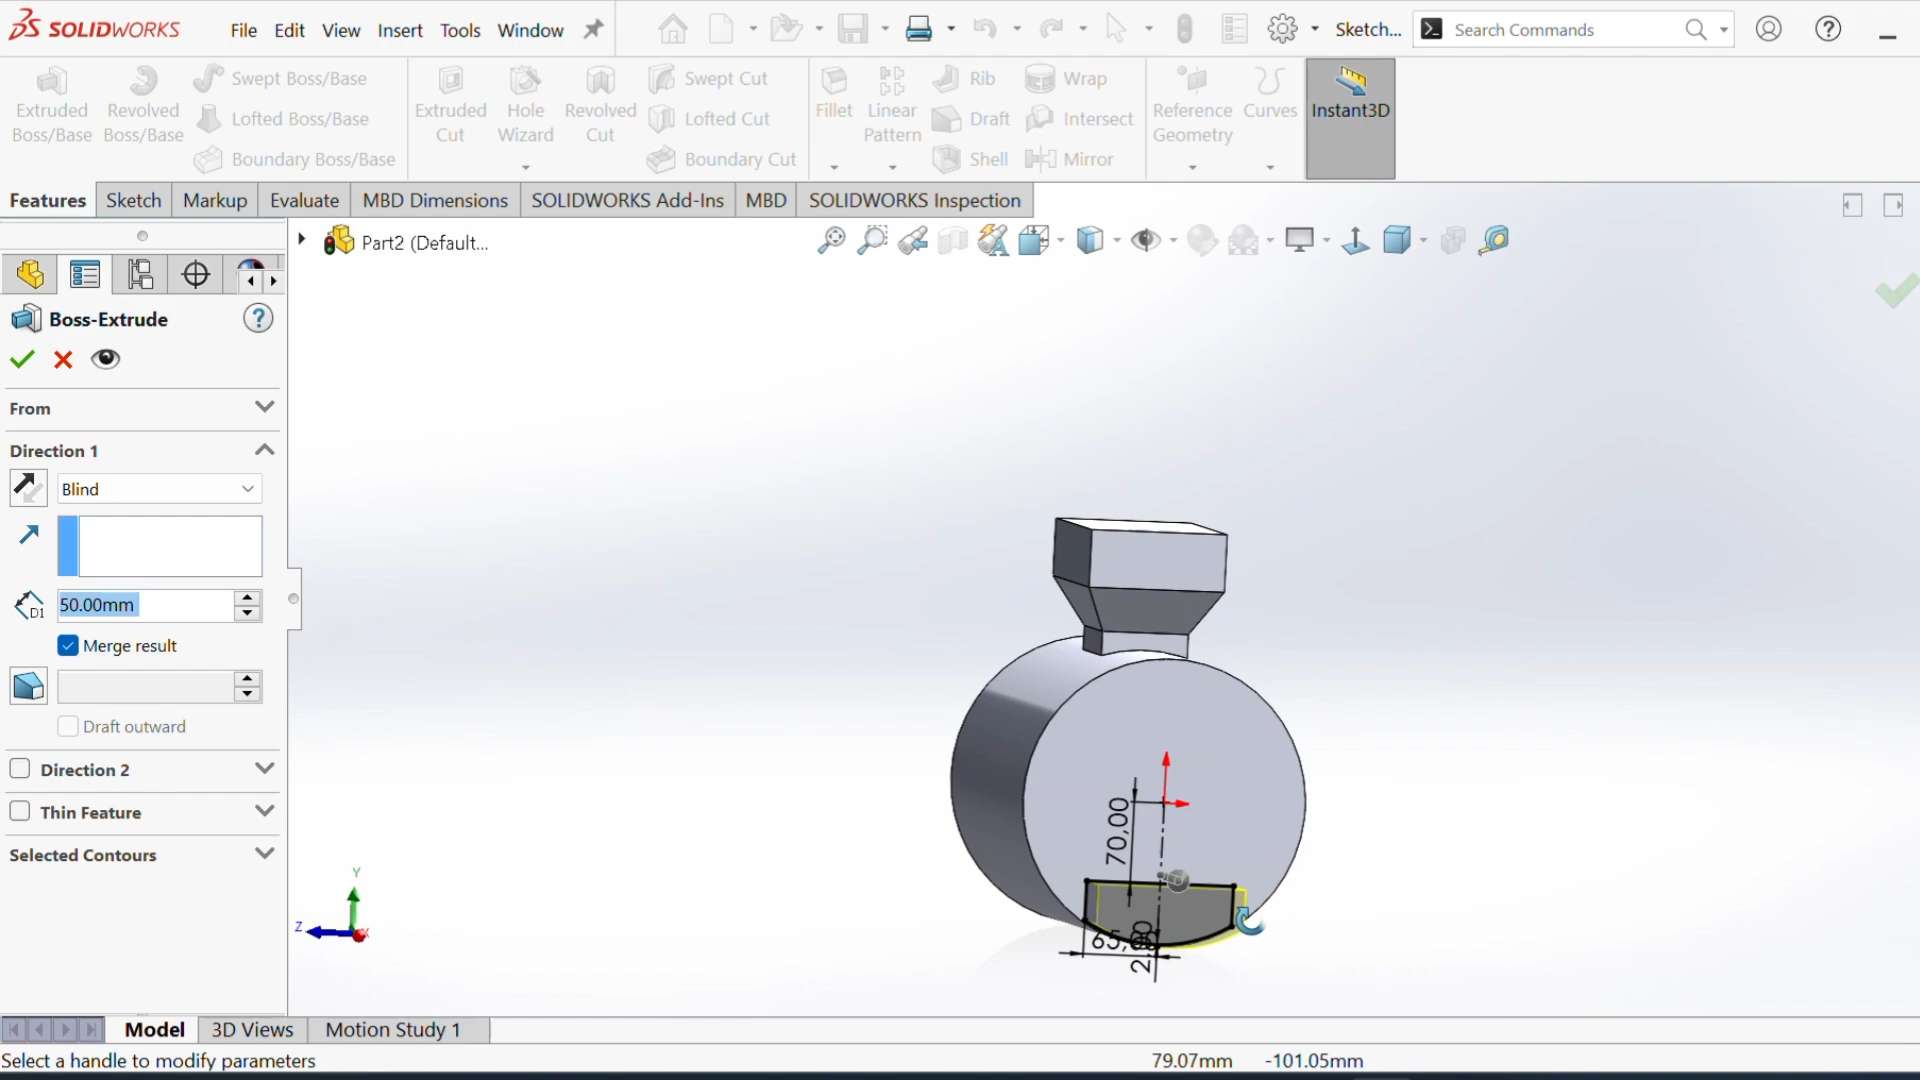 SOLIDWORKS
File Edit View Insert Tools Window
Sketch...
Search Commands
Extruded Boss/Base
Revolved Boss/Base
Swept Boss/Base
Lofted Boss/Base
Boundary Boss/Base
Extruded Cut
Hole Wizard
Revolved Cut
Swept Cut
Lofted Cut
Boundary Cut
Fillet
Linear Pattern
Rib
Draft
Shell
Wrap
Intersect
Mirror
Reference Geometry
Curves
Instant3D
Features Sketch Markup Evaluate MBD Dimensions SOLIDWORKS Add-Ins MBD SOLIDWORKS Inspection
Part2 (Default...
Boss-Extrude
From
Direction 1
Blind
D1
50.00mm
Merge result
Draft outward
Direction 2
Thin Feature
Selected Contours
70,00
Y
Z
X
Model 3D Views Motion Study 1
Select a handle to modify parameters
79.07mm -101.05mm